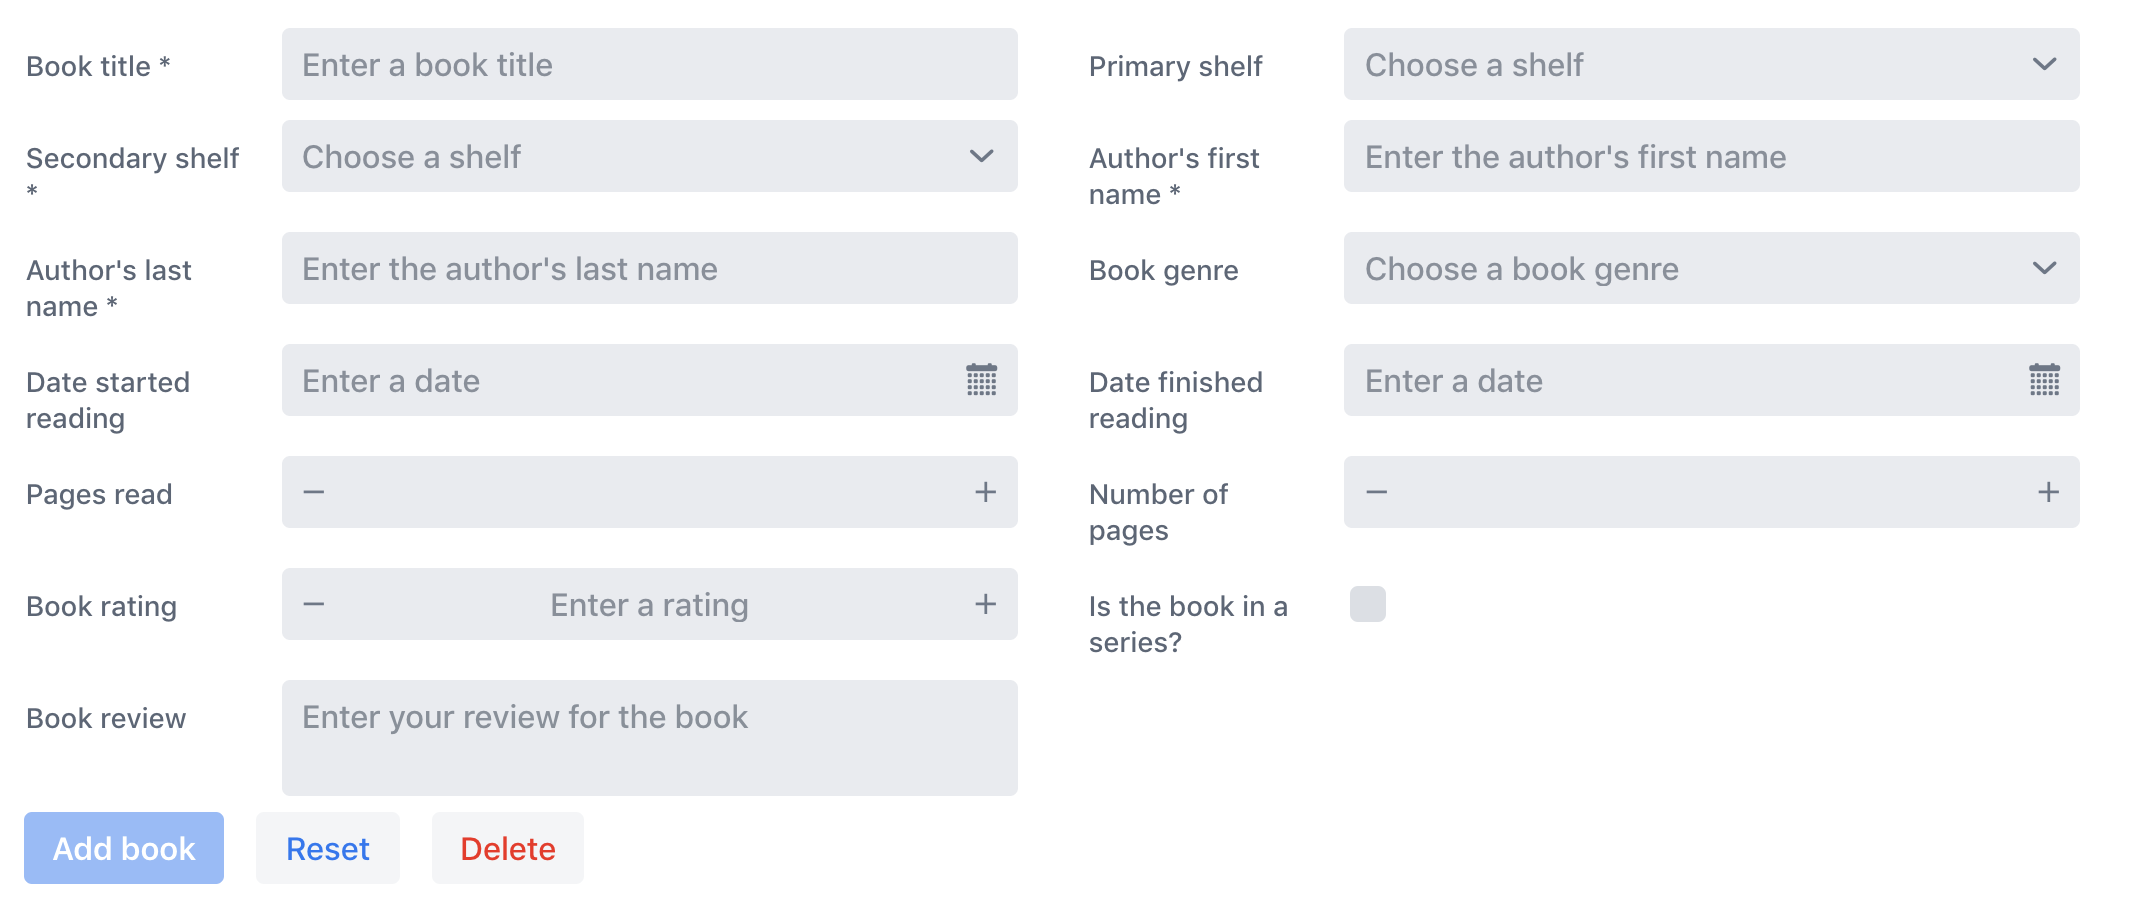 Book title *
Enter a book title
Primary shelf
Choose a shelf
Secondary shelf
*
Choose a shelf
Author's first
name *
Enter the author's first name
Author's last
name *
Enter the author's last name
Book genre
Choose a book genre
Date started
reading
Enter a date
Date finished
reading
Enter a date
Pages read
Number of
pages
Book rating
Enter a rating
Is the book in a
series?
Book review
Enter your review for the book
Add book
Reset
Delete